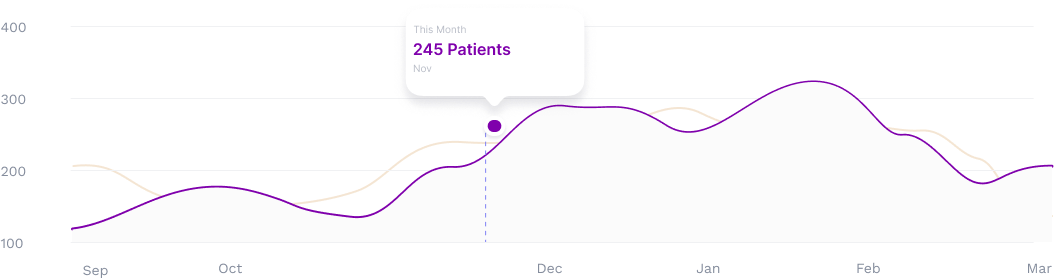 400
This Month
245 Patients
Nov
300
200
100
Sep
Oct
Dec
Jan
Feb
Mar